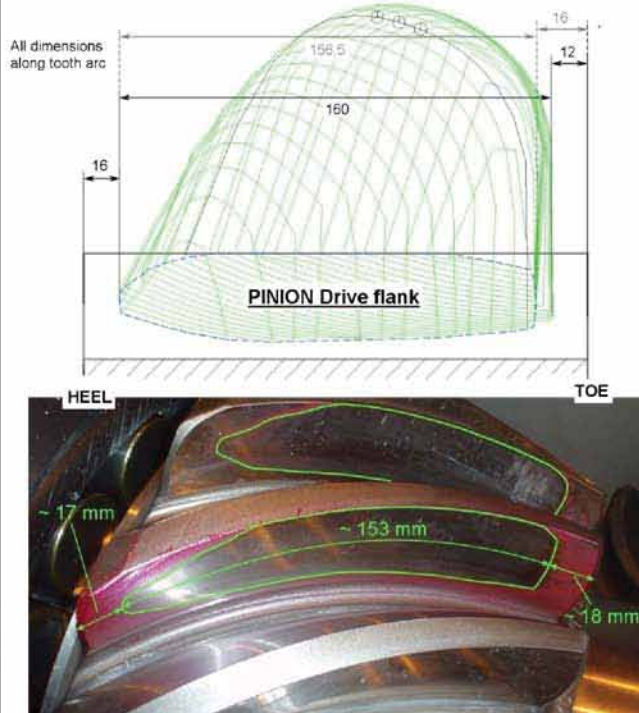 All dimensions
along tooth arc
16
156,5
12
160
16
PINION Drive flank
HEEL
TOE
~ 17 mm
~ 153 mm
~ 18 mm